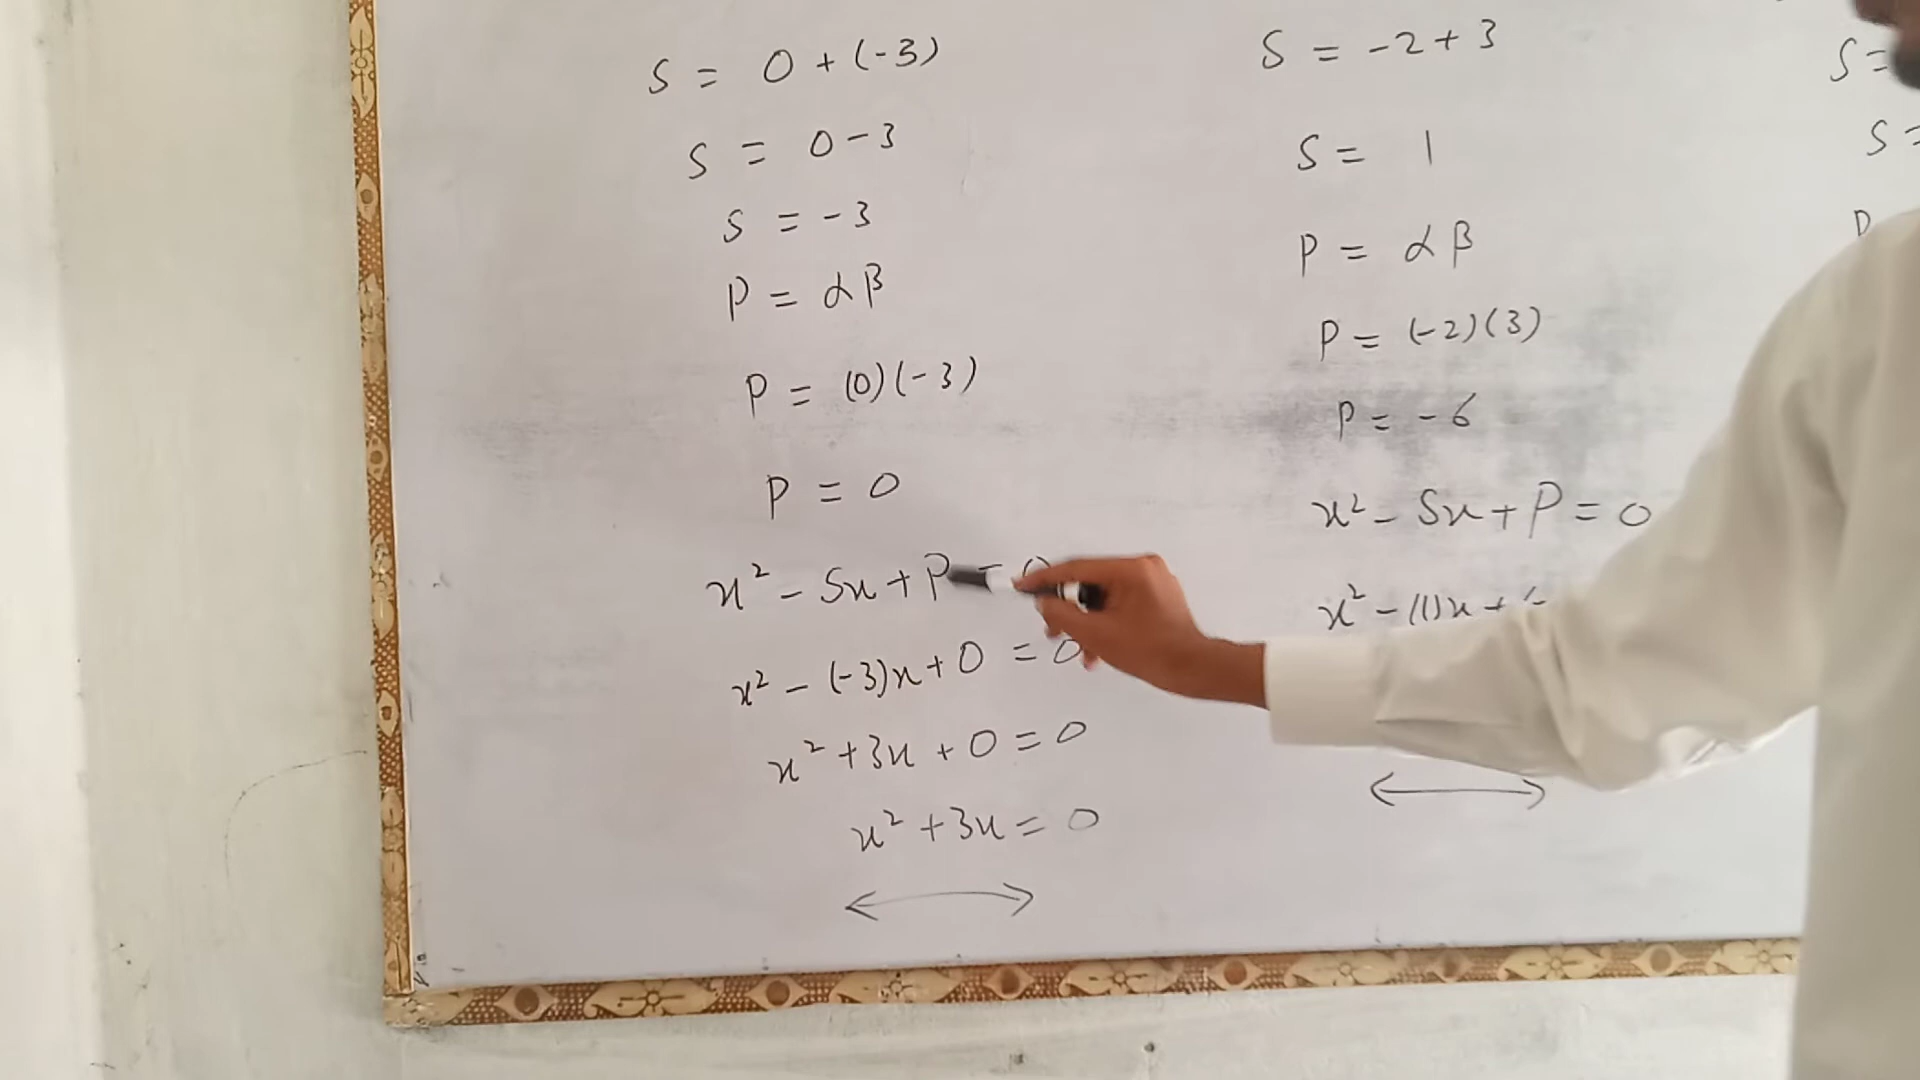 S = 0 + (-3)
S = 0 - 3
S = -3
P = αβ
P = (0)(-3)
P = 0
x² - Sx + P = 0
x² - (-3)x + 0 = 0
x² + 3x + 0 = 0
x² + 3x = 0
S = -2 + 3
S = 1
P = αβ
P = (-2)(3)
P = -6
x² - Sx + P = 0
x² - (1)x + (-
S =
S =
P